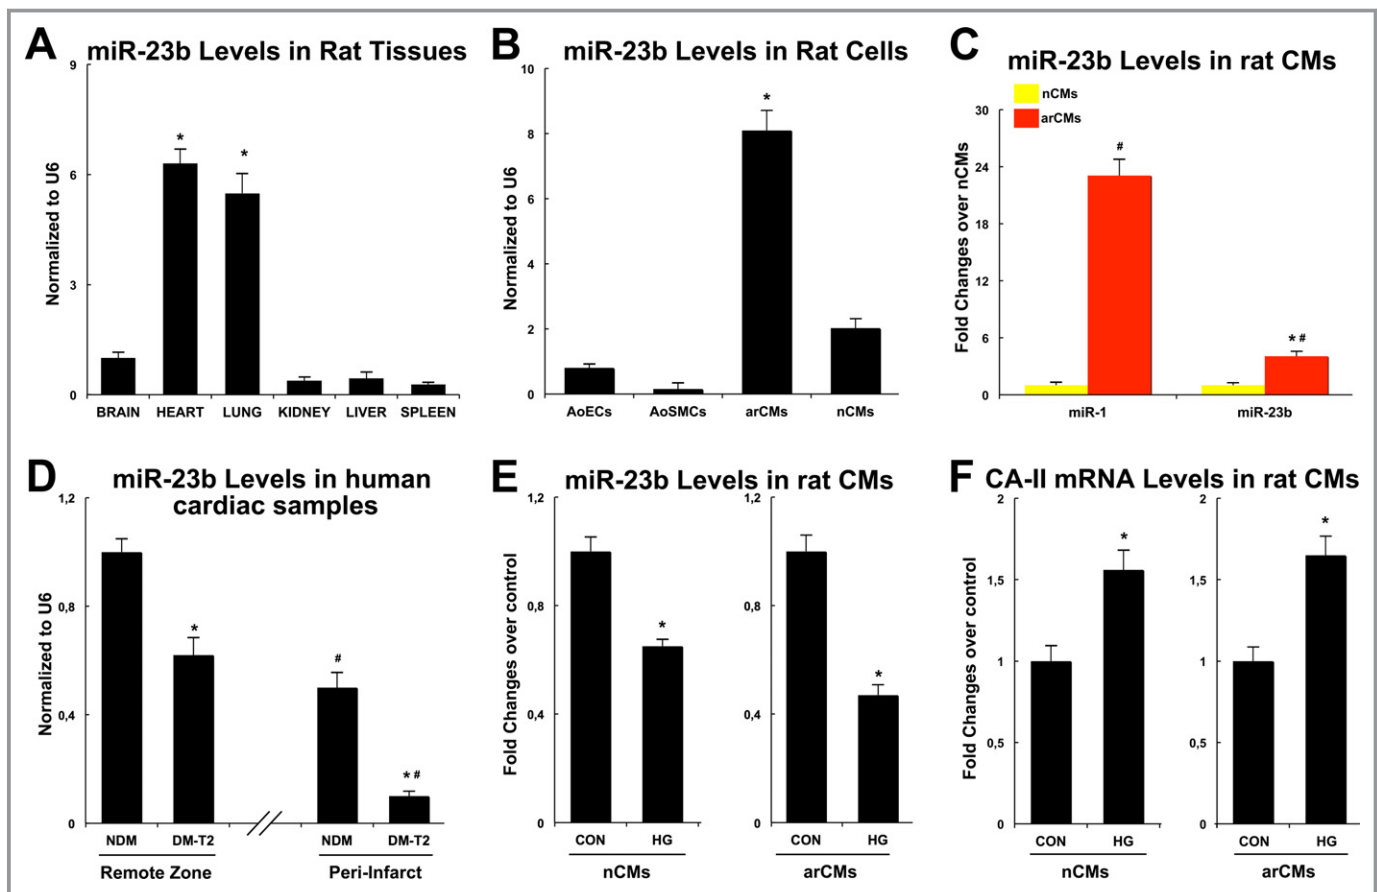 A miR-23b Levels in Rat Tissues
Normalized to U6
9
6
3
0
*
*
BRAIN HEART LUNG KIDNEY LIVER SPLEEN
B miR-23b Levels in Rat Cells
Normalized to U6
10
8
6
4
2
0
*
AoECs AoSMCs arCMs nCMs
C miR-23b Levels in rat CMs
nCMs
arCMs
Fold Changes over nCMs
30
24
18
12
6
0
#
* #
miR-1 miR-23b
D miR-23b Levels in human
cardiac samples
Normalized to U6
1,2
0,8
0,4
0
*
#
* #
NDM DM-T2 NDM DM-T2
Remote Zone Peri-Infarct
E miR-23b Levels in rat CMs
Fold Changes over control
1,2
0,8
0,4
0
*
CON HG
nCMs
1,2
0,8
0,4
0
*
CON HG
arCMs
F CA-II mRNA Levels in rat CMs
Fold Changes over control
2
1,5
1
0,5
0
*
CON HG
nCMs
2
1,5
1
0,5
0
*
CON HG
arCMs